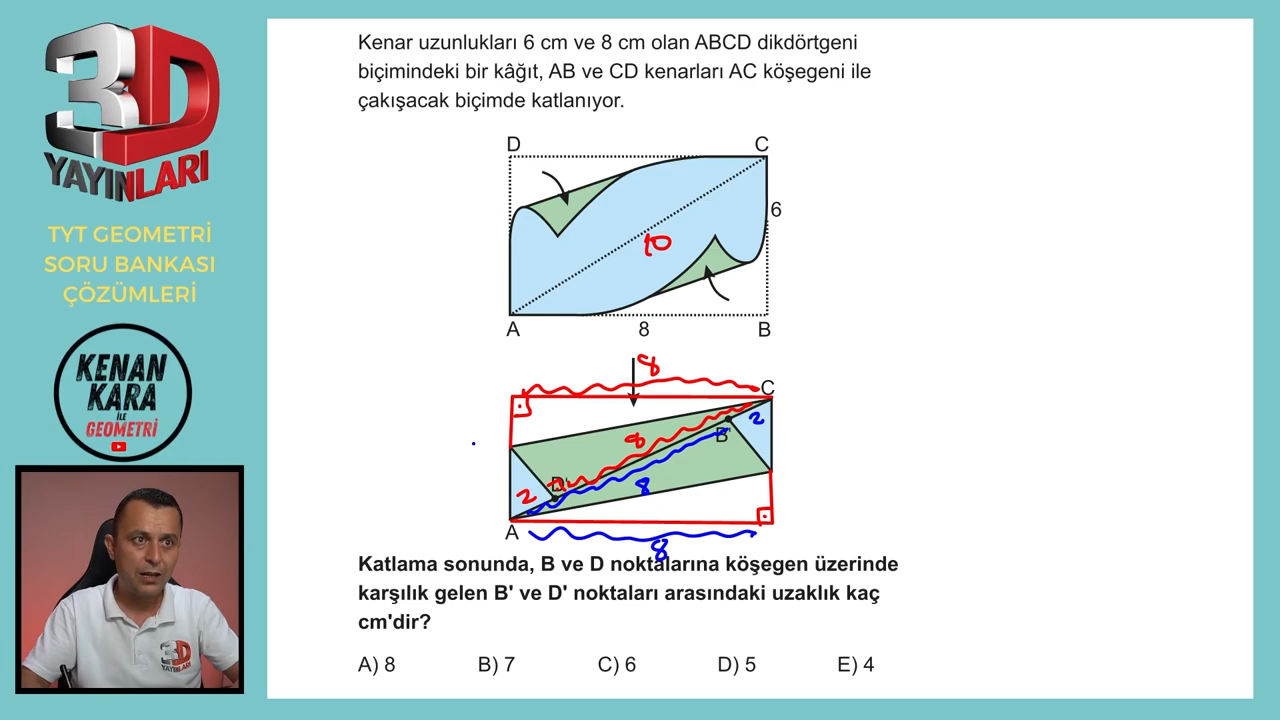 3D
YAYINLARI
TYT GEOMETRİ
SORU BANKASI
ÇÖZÜMLERİ
KENAN
KARA
İLE
GEOMETRİ
3D
YAYINLARI
Kenar uzunlukları 6 cm ve 8 cm olan ABCD dikdörtgeni
biçimindeki bir kâğıt, AB ve CD kenarları AC köşegeni ile
çakışacak biçimde katlanıyor.
D
C
6
10
A
8
B
8
C
2
8
B'
D'
2
8
A
8
Katlama sonunda, B ve D noktalarına köşegen üzerinde
karşılık gelen B' ve D' noktaları arasındaki uzaklık kaç
cm'dir?
A) 8 B) 7 C) 6 D) 5 E) 4